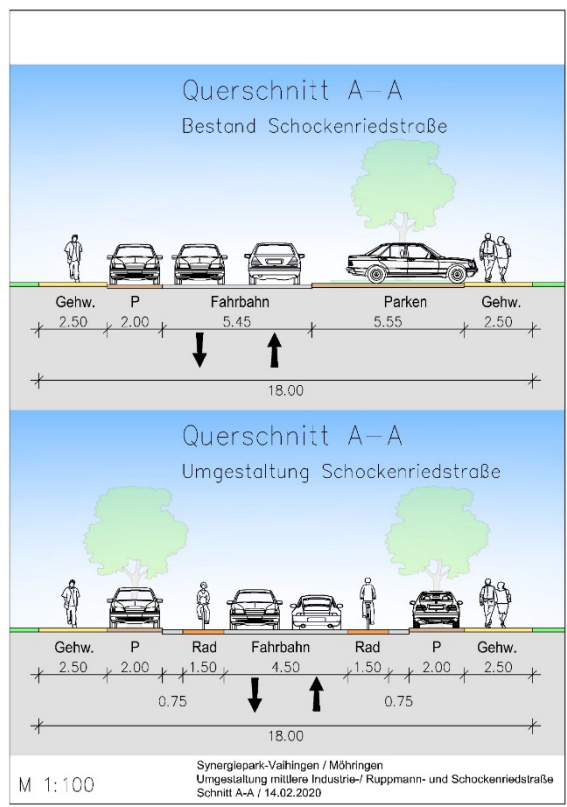 Querschnitt A-A
Bestand Schockenriedstraße
Gehw. P Fahrbahn Parken Gehw.
2.50 2.00 5.45 5.55 2.50
18.00
Querschnitt A-A
Umgestaltung Schockenriedstraße
Gehw. P Rad Fahrbahn Rad P Gehw.
2.50 2.00 1.50 4.50 1.50 2.00 2.50
0.75 0.75
18.00
Synergiepark-Vaihingen / Möhringen
M 1:100 Umgestaltung mittlere Industrie-/ Ruppmann- und Schockenriedstraße
Schnitt A-A / 14.02.2020